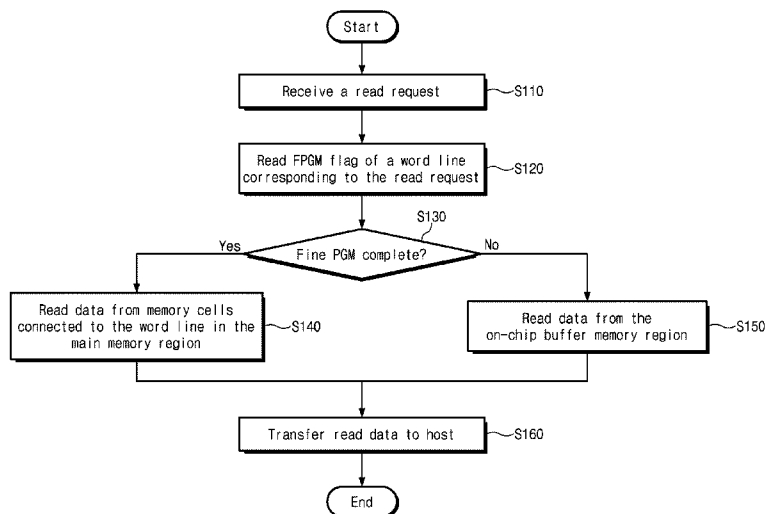 Start
Receive a read request
S110
Read FPGM flag of a word line
corresponding to the read request
S120
S130
Yes
Fine PGM complete?
No
Read data from memory cells
connected to the word line in the
main memory region
S140
Read data from the
on-chip buffer memory region
S150
Transfer read data to host
S160
End